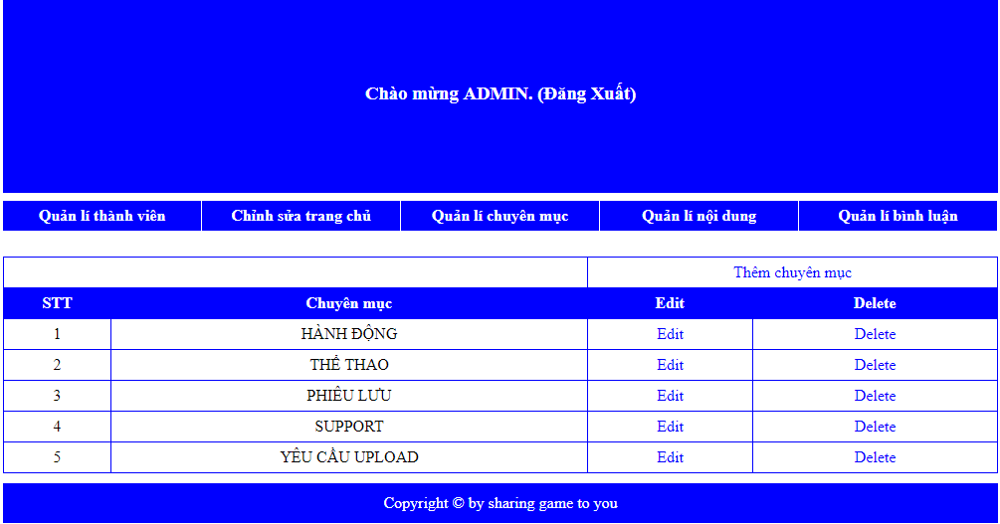 Chào mừng ADMIN. (Đăng Xuất)
Quản lí thành viên Chỉnh sửa trang chủ Quản lí chuyên mục Quản lí nội dung Quản lí bình luận
Thêm chuyên mục
STT Chuyên mục Edit Delete
1 HÀNH ĐỘNG Edit Delete
2 THỂ THAO Edit Delete
3 PHIÊU LƯU Edit Delete
4 SUPPORT Edit Delete
5 YÊU CẦU UPLOAD Edit Delete
Copyright © by sharing game to you